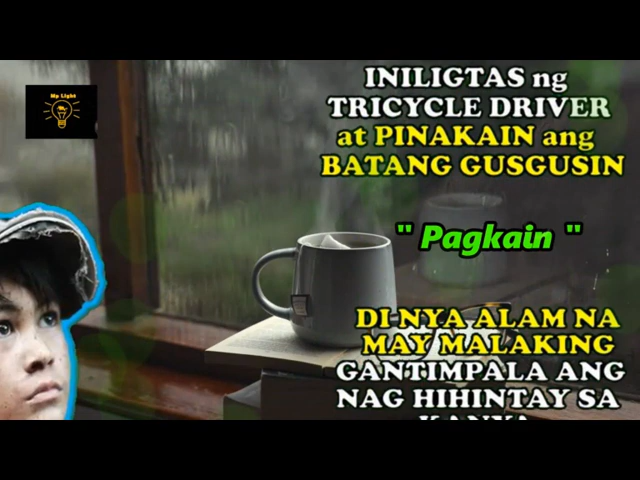 Mp Light
INILIGTAS ng
TRICYCLE DRIVER
at PINAKAIN ang
BATANG GUSGUSIN
" Pagkain "
DI NYA ALAM NA
MAY MALAKING
GANTIMPALA ANG
NAG HIHINTAY SA
KANYA